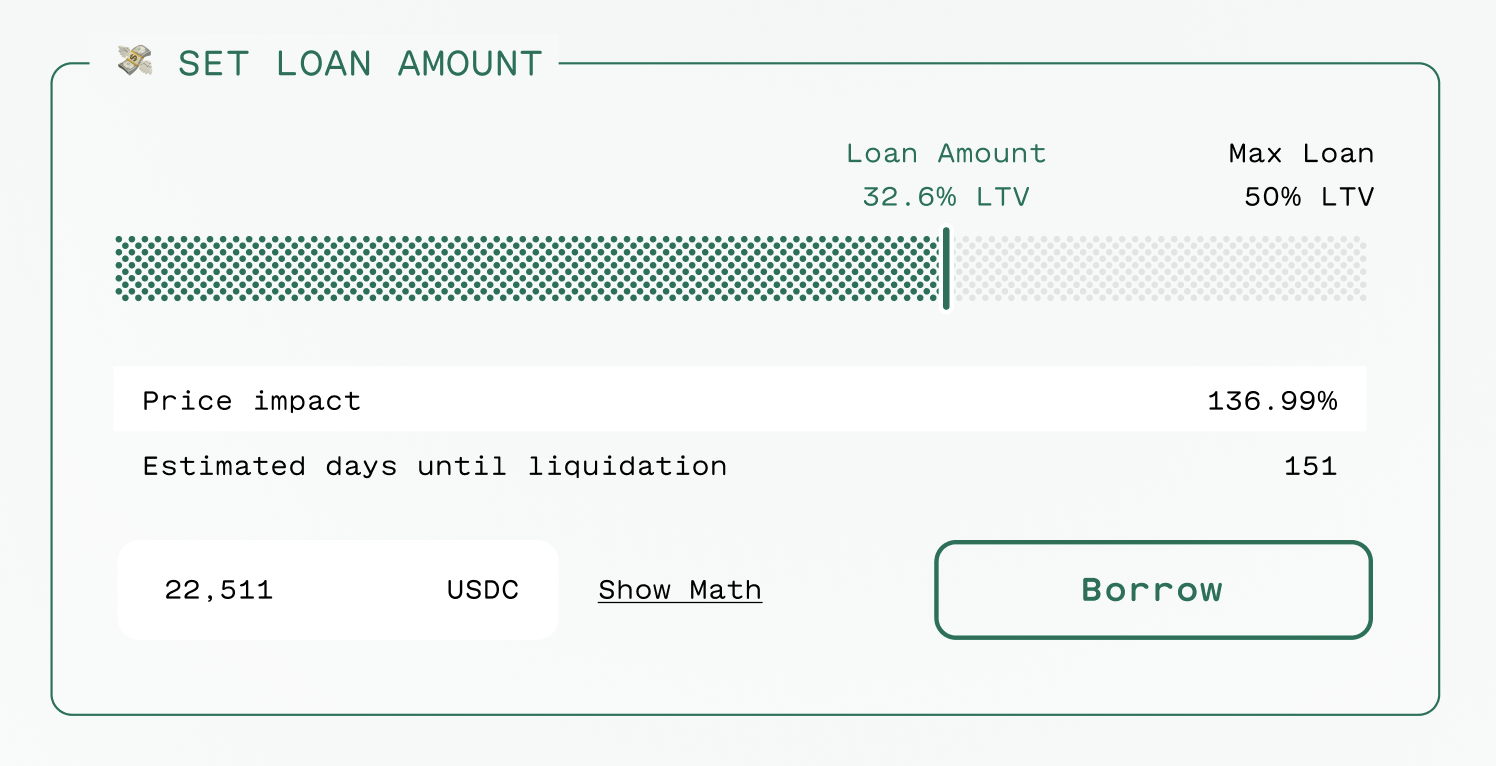 💸 SET LOAN AMOUNT
Loan Amount
32.6% LTV
Max Loan
50% LTV
Price impact 136.99%
Estimated days until liquidation 151
22,511 USDC Show Math Borrow